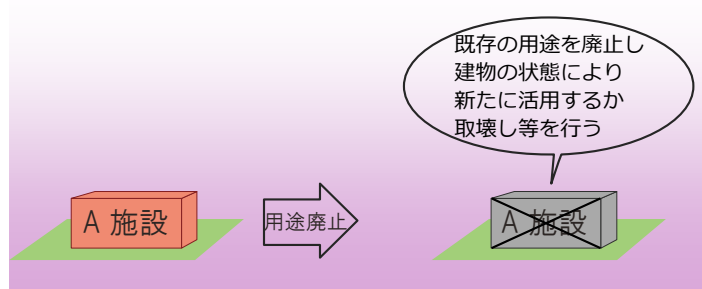 既存の用途を廃止し
建物の状態により
新たに活用するか
取壊し等を行う
A 施設
用途廃止
A 施設